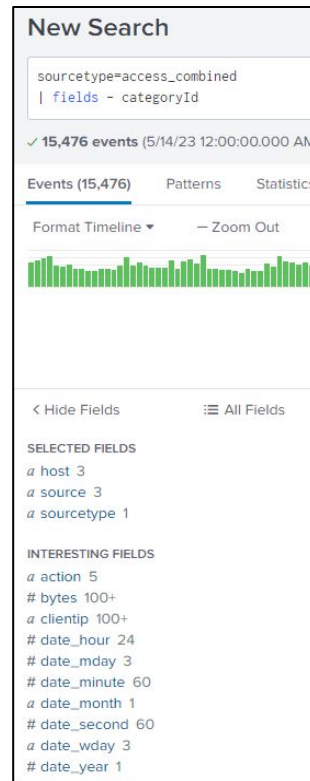 New Search
sourcetype=access_combined
| fields - categoryId
✓ 15,476 events (5/14/23 12:00:00.000 AM
Events (15,476) Patterns Statistics
Format Timeline ▾ — Zoom Out
< Hide Fields ≔ All Fields
SELECTED FIELDS
a host 3
a source 3
a sourcetype 1
INTERESTING FIELDS
a action 5
# bytes 100+
a clientip 100+
# date_hour 24
# date_mday 3
# date_minute 60
a date_month 1
# date_second 60
a date_wday 3
# date_year 1